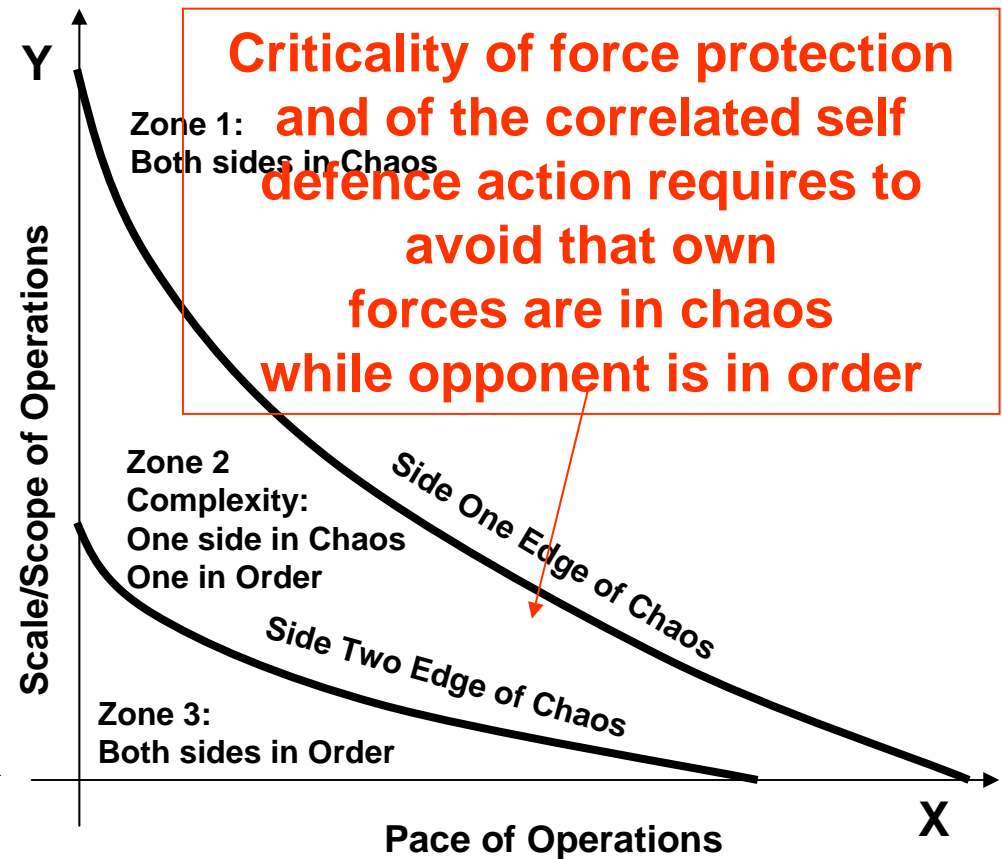 Y
Criticality of force protection
and of the correlated self
defence action requires to
avoid that own
forces are in chaos
while opponent is in order
Zone 1:
Both sides in Chaos
Scale/Scope of Operations
Zone 2
Complexity:
One side in Chaos
One in Order
Side One Edge of Chaos
Side Two Edge of Chaos
Zone 3:
Both sides in Order
X
Pace of Operations